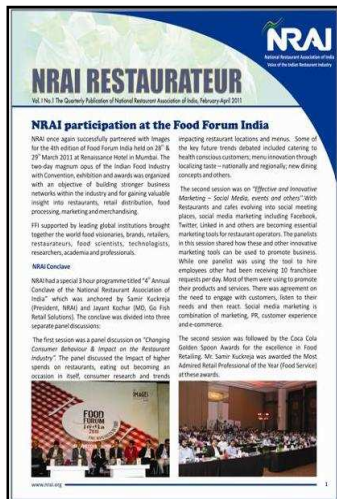 NRAI
National Restaurant Association of India
Voice of the Indian Restaurant Industry
NRAI RESTAURATEUR
Vol.1 No.1 The Quarterly Publication of National Restaurant Association of India, February-April 2011
NRAI participation at the Food Forum India
NRAI once again successfully partnered with Images
for the 4th edition of Food Forum India held on 28th &
29th March 2011 at Renaissance Hotel in Mumbai. The
two-day magnum opus of the Indian Food Industry
with Convention, exhibition and awards was organized
with an objective of building stronger business
networks within the industry and for gaining valuable
insight into restaurants, retail distribution, food
processing, marketing and merchandising.
FFI supported by leading global institutions brought
together the world food visionaries, brands, retailers,
restaurateurs, food scientists, technologists,
researchers, academia and professionals.
NRAI Conclave
NRAI had a special 3 hour programme titled "4th Annual
Conclave of the National Restaurant Association of
India" which was anchored by Samir Kuckreja
(President, NRAI) and Jayant Kochar (MD, Go Fish
Retail Solutions). The conclave was divided into three
separate panel discussions:
The first session was a panel discussion on "Changing
Consumer Behaviour & Impact on the Restaurant
Industry". The panel discussed the impact of higher
spends on restaurants, eating out becoming an
occasion in itself, consumer research and trends
impacting restaurant locations and menus. Some of
the key future trends debated included catering to
health conscious customers; menu innovation through
localizing taste – nationally and regionally; new dining
concepts and others.
The second session was on "Effective and Innovative
Marketing – Social Media, events and others". With
Restaurants and cafes evolving into social meeting
places, social media marketing including Facebook,
Twitter, Linked in and others are becoming essential
marketing tools for restaurant operators. The panelists
in this session shared how these and other innovative
marketing tools can be used to promote business.
While one panelist was using the tool to hire
employees other had been receiving 10 franchisee
requests per day. Most of them were using to promote
their products and services. There was agreement on
the need to engage with customers, listen to their
needs and then react. Social media marketing is
combination of marketing, PR, customer experience
and e-commerce.
The second session was followed by the Coca Cola
Golden Spoon Awards for the excellence in Food
Retailing. Mr. Samir Kuckreja was awarded the Most
Admired Retail Professional of the Year (Food Service)
at these awards.
FOOD
FORUM
INDIA
2011
IMAGES
www.nrai.org
1